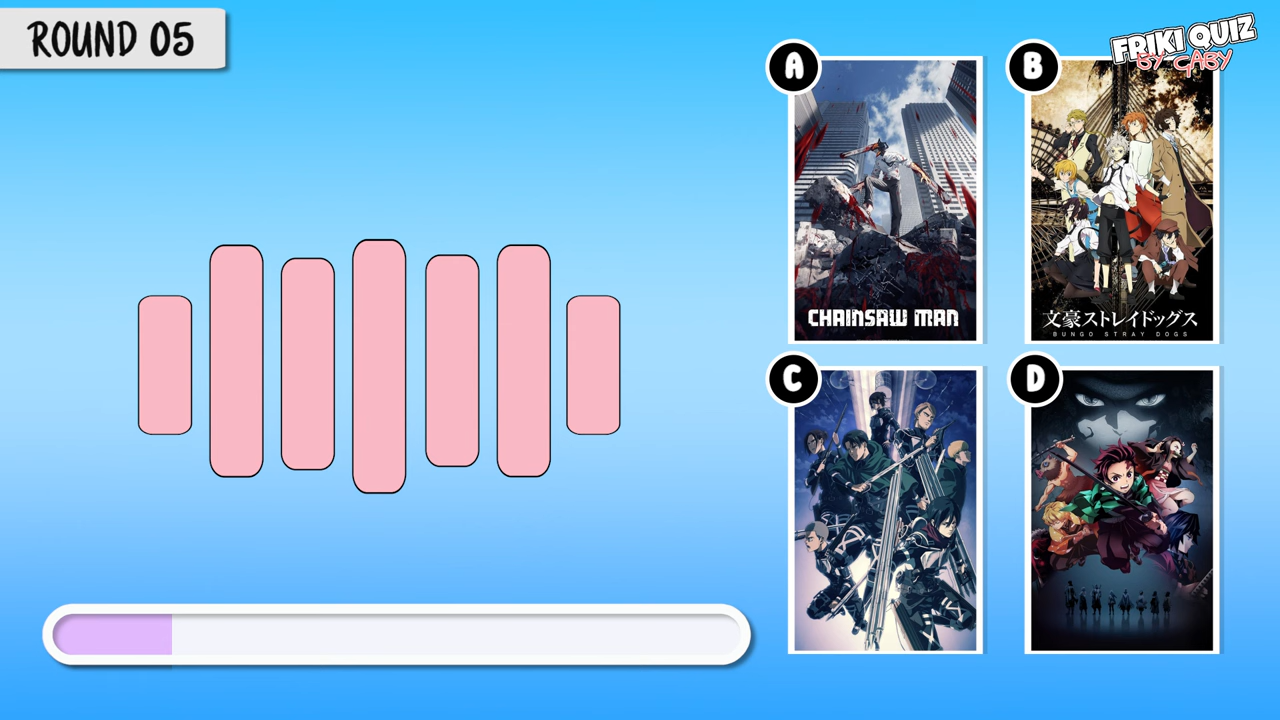 ROUND 05
FRIKI QUIZ
BY GABY
A
B
CHAINSAW MAN
文豪ストレイドッグス
BUNGO STRAY DOGS
C
D